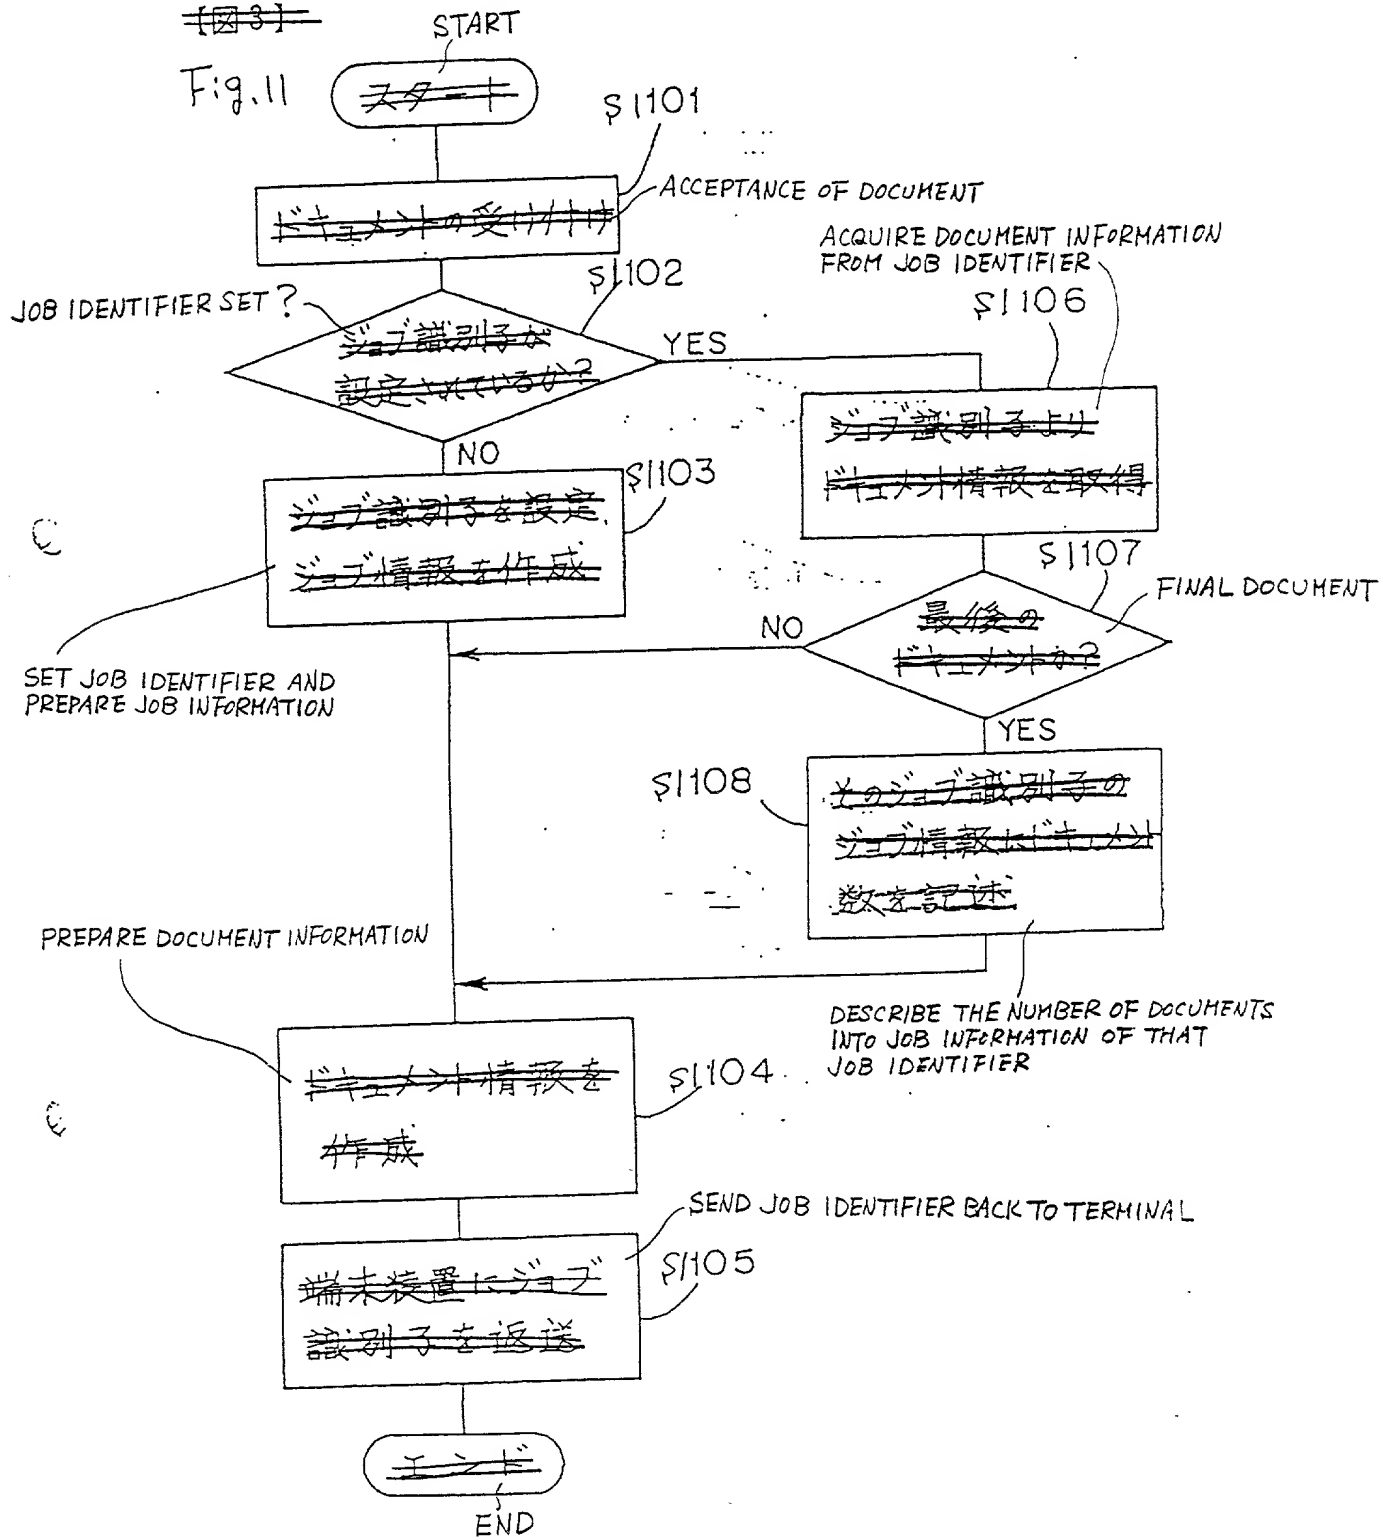 【図3】
START
Fig. 11
スタート
S1101
ドキュメントの受け付け
ACCEPTANCE OF DOCUMENT
ACQUIRE DOCUMENT INFORMATION
FROM JOB IDENTIFIER
S1102
JOB IDENTIFIER SET?
ジョブ識別子が
設定されているか?
YES
S1106
ジョブ識別子より
ドキュメント情報を取得
NO
S1103
ジョブ識別子を設定、
ジョブ情報を作成
SET JOB IDENTIFIER AND
PREPARE JOB INFORMATION
S1107
FINAL DOCUMENT
最後の
ドキュメントか?
NO
YES
S1108
そのジョブ識別子の
ジョブ情報にドキュメント
数を記述
DESCRIBE THE NUMBER OF DOCUMENTS
INTO JOB INFORMATION OF THAT
JOB IDENTIFIER
PREPARE DOCUMENT INFORMATION
ドキュメント情報を
作成
S1104
SEND JOB IDENTIFIER BACK TO TERMINAL
S1105
端末装置にジョブ
識別子を返送
エンド
END